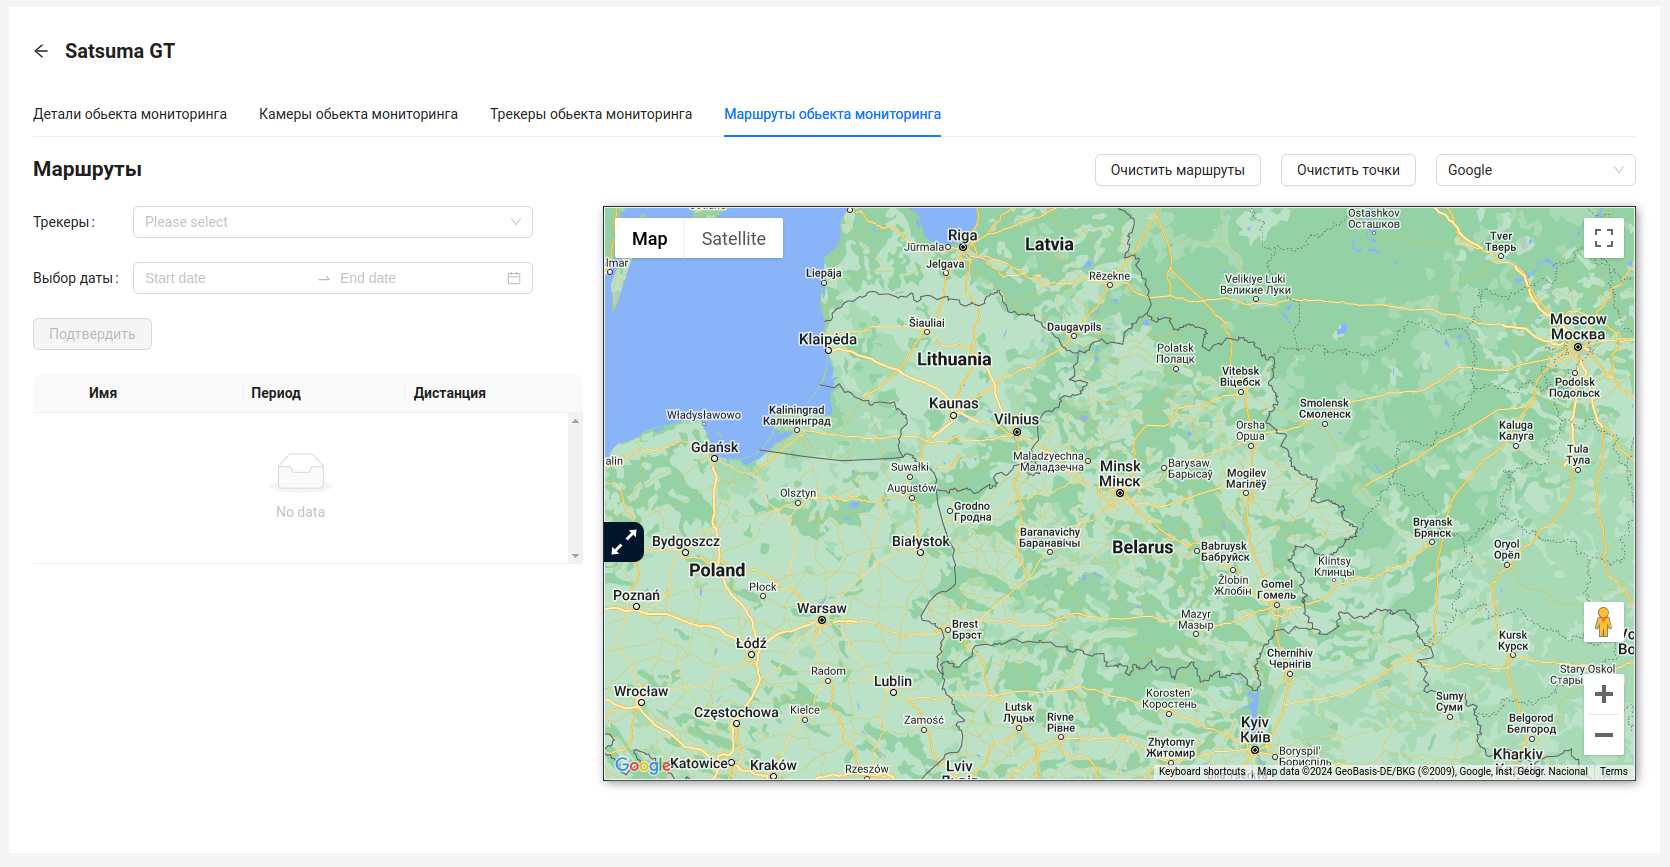 Satsuma GT
Детали обьекта мониторинга
Камеры обьекта мониторинга
Трекеры обьекта мониторинга
Маршруты обьекта мониторинга
Маршруты
Очистить маршруты
Очистить точки
Google
Трекеры :
Please select
Выбор даты :
Start date
End date
Подтвердить
Имя
Период
Дистанция
No data
Map
Satellite
Riga
Jūrmala
Jelgava
Latvia
Ostashkov
Осташков
Tver
Тверь
Liepāja
Rēzekne
Velikiye Luki
Великие Луки
Šiauliai
Daugavpils
Moscow
Москва
Klaipėda
Lithuania
Polatsk
Полацк
Vitebsk
Віцебск
Podolsk
Подольск
Kaunas
Władysławowo
Kaliningrad
Калининград
Vilnius
Smolensk
Смоленск
Orsha
Орша
Kaluga
Калуга
Gdańsk
Tula
Тула
Maladzyechna
Маладзечна
Minsk
Мінск
Barysaw
Барысаў
Mogilev
Магілёў
Suwałki
Augustów
Olsztyn
Grodno
Гродна
Bryansk
Брянск
Baranavichy
Баранавічы
Bydgoszcz
Białystok
Belarus
Babruysk
Бабруйск
Oryol
Орёл
Klintsy
Клинцы
Poland
Płock
Žlobin
Жлобін
Gomel
Гомель
Poznań
Warsaw
Mazyr
Мазыр
Brest
Брэст
Łódź
Kursk
Курск
Chernihiv
Чернігів
Radom
Lublin
Stary Oskol
Wrocław
Korosten'
Коростень
Sumy
Суми
Częstochowa
Kielce
Zamość
Lutsk
Луцьк
Rivne
Рівне
Kyiv
Київ
Belgorod
Белгород
Zhytomyr
Житомир
Boryspil'
Бориспіль
Kharkiv
Google
Katowice
Kraków
Rzeszów
Lviv
Keyboard shortcuts
Map data ©2024 GeoBasis-DE/BKG (©2009), Google, Inst. Geogr. Nacional
Terms